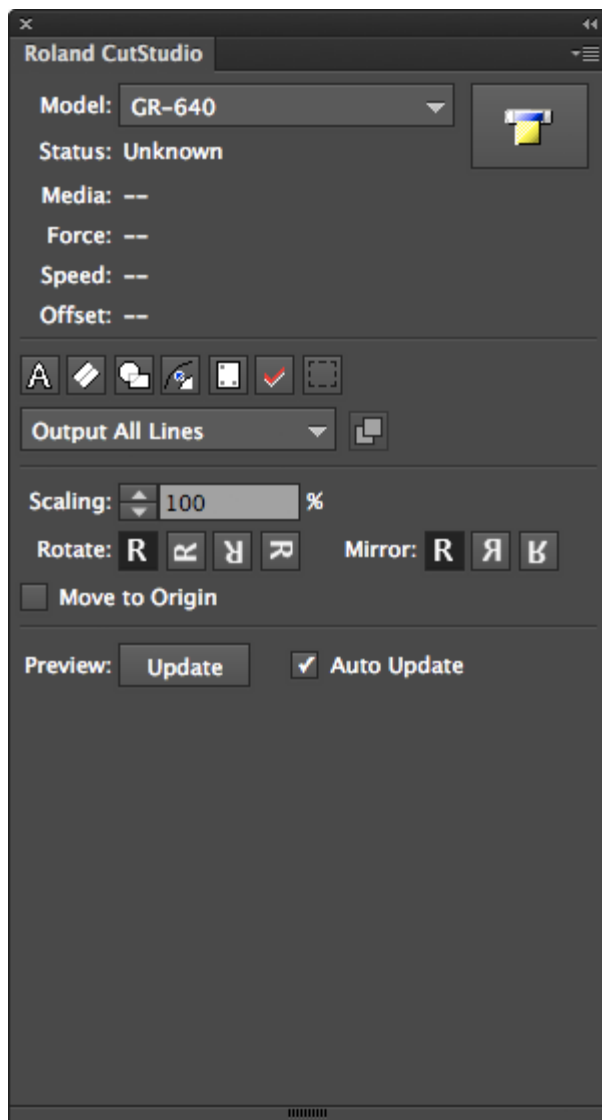 Roland CutStudio
Model: GR-640
Status: Unknown
Media: --
Force: --
Speed: --
Offset: --
A
Output All Lines
Scaling: 100 %
Rotate: R R R R Mirror: R R R
Move to Origin
Preview: Update Auto Update